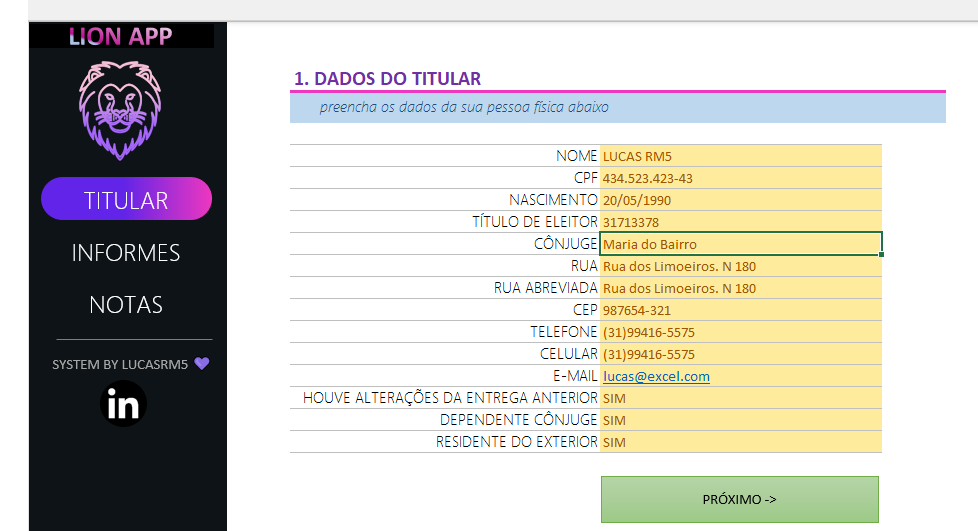 LION APP
TITULAR
INFORMES
NOTAS
SYSTEM BY LUCASRM5
in
1. DADOS DO TITULAR
preencha os dados da sua pessoa física abaixo
NOME LUCAS RM5
CPF 434.523.423-43
NASCIMENTO 20/05/1990
TÍTULO DE ELEITOR 31713378
CÔNJUGE Maria do Bairro
RUA Rua dos Limoeiros. N 180
RUA ABREVIADA Rua dos Limoeiros. N 180
CEP 987654-321
TELEFONE (31)99416-5575
CELULAR (31)99416-5575
E-MAIL lucas@excel.com
HOUVE ALTERAÇÕES DA ENTREGA ANTERIOR SIM
DEPENDENTE CÔNJUGE SIM
RESIDENTE DO EXTERIOR SIM
PRÓXIMO ->